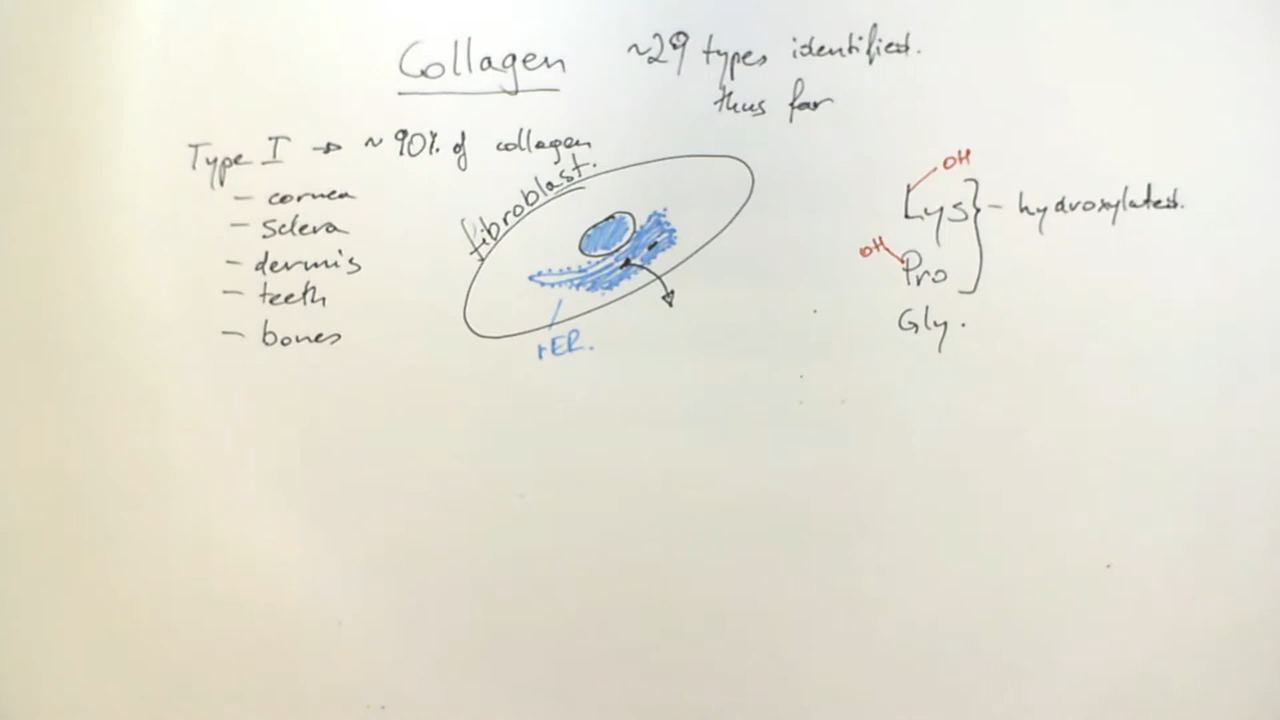 Collagen ~29 types identified.
thus far
Type I → ~90% of collagen
- cornea
- sclera
- dermis
- teeth
- bones
fibroblast.
rER.
OH
Lys } - hydroxylated.
OH
Pro
Gly.